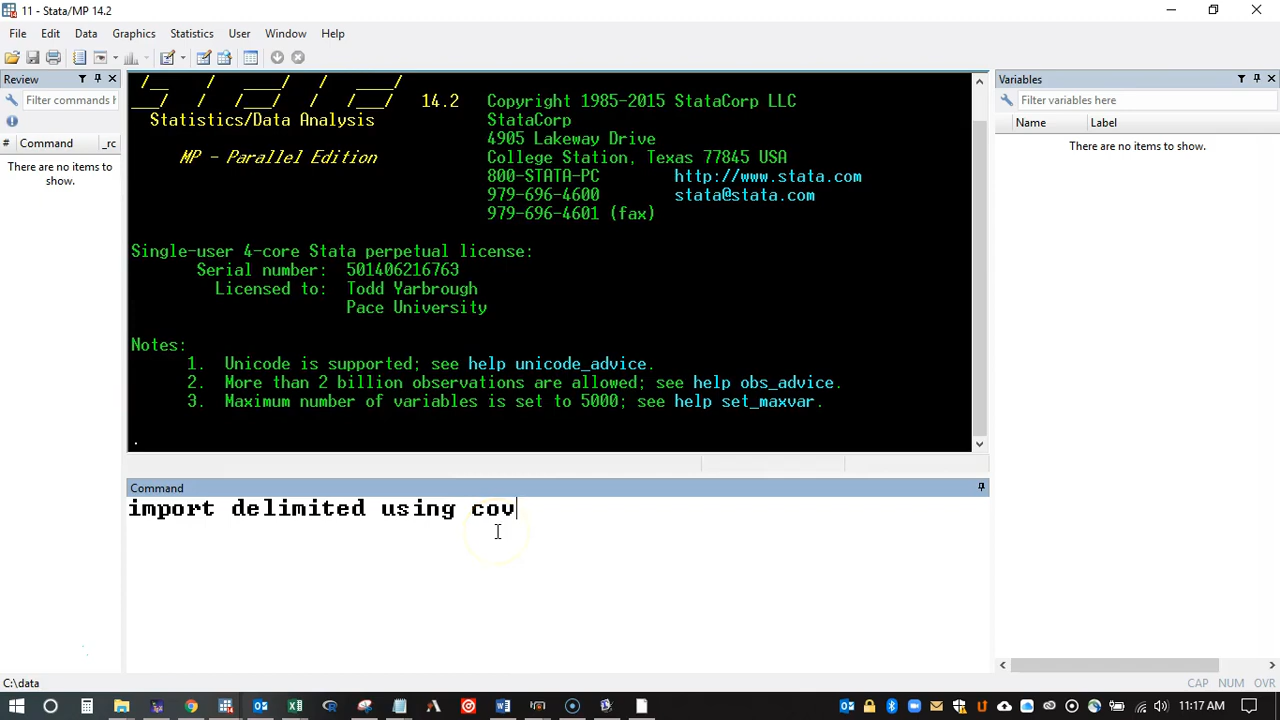 11 - Stata/MP 14.2
File Edit Data Graphics Statistics User Window Help
Review
Filter commands h
# Command _rc
There are no items to
show.
14.2 Copyright 1985-2015 StataCorp LLC
Statistics/Data Analysis StataCorp
4905 Lakeway Drive
MP - Parallel Edition College Station, Texas 77845 USA
800-STATA-PC http://www.stata.com
979-696-4600 stata@stata.com
979-696-4601 (fax)
Single-user 4-core Stata perpetual license:
Serial number: 501406216763
Licensed to: Todd Yarbrough
Pace University
Notes:
1. Unicode is supported; see help unicode_advice.
2. More than 2 billion observations are allowed; see help obs_advice.
3. Maximum number of variables is set to 5000; see help set_maxvar.
.
Command
import delimited using cov
Variables
Filter variables here
Name Label
There are no items to show.
C:\data
CAP NUM OVR
11:17 AM